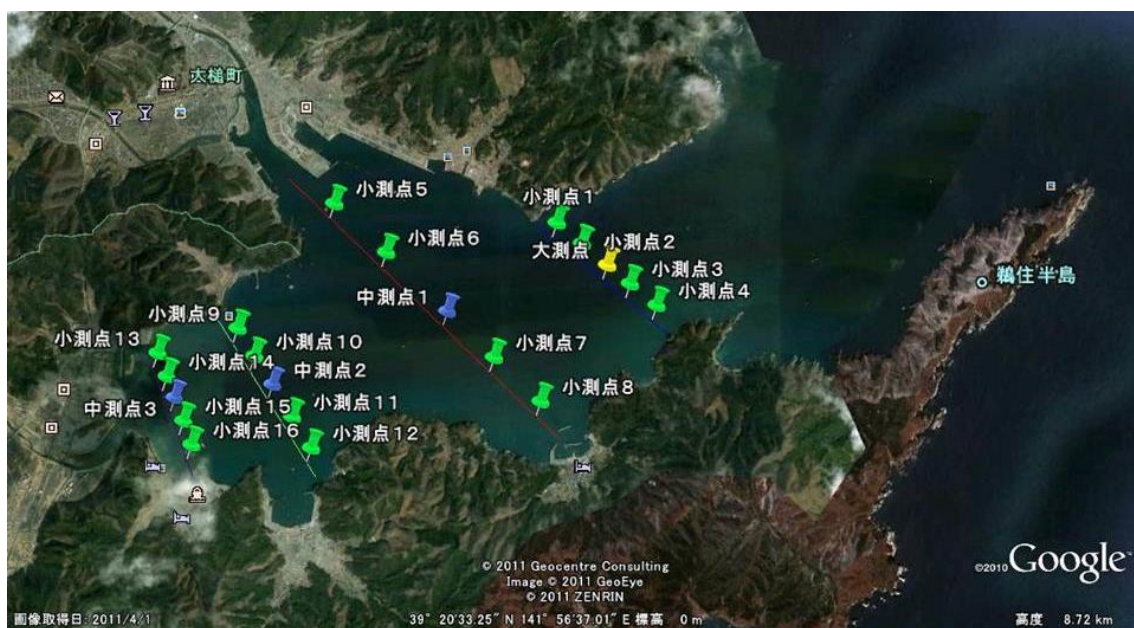 大槌町
小測点5
小測点1
小測点6
大測点
小測点2
小測点3
鵜住半島
中測点1
小測点4
小測点9
小測点13
小測点10
小測点7
小測点14
中測点2
小測点8
中測点3
小測点15
小測点11
小測点16
小測点12
© 2011 Geocentre Consulting
Image © 2011 GeoEye
© 2011 ZENRIN
©2010 Google™
画像取得日: 2011/4/1
39° 20'33.25" N 141° 56'37.01" E 標高 0 m
高度 8.72 km